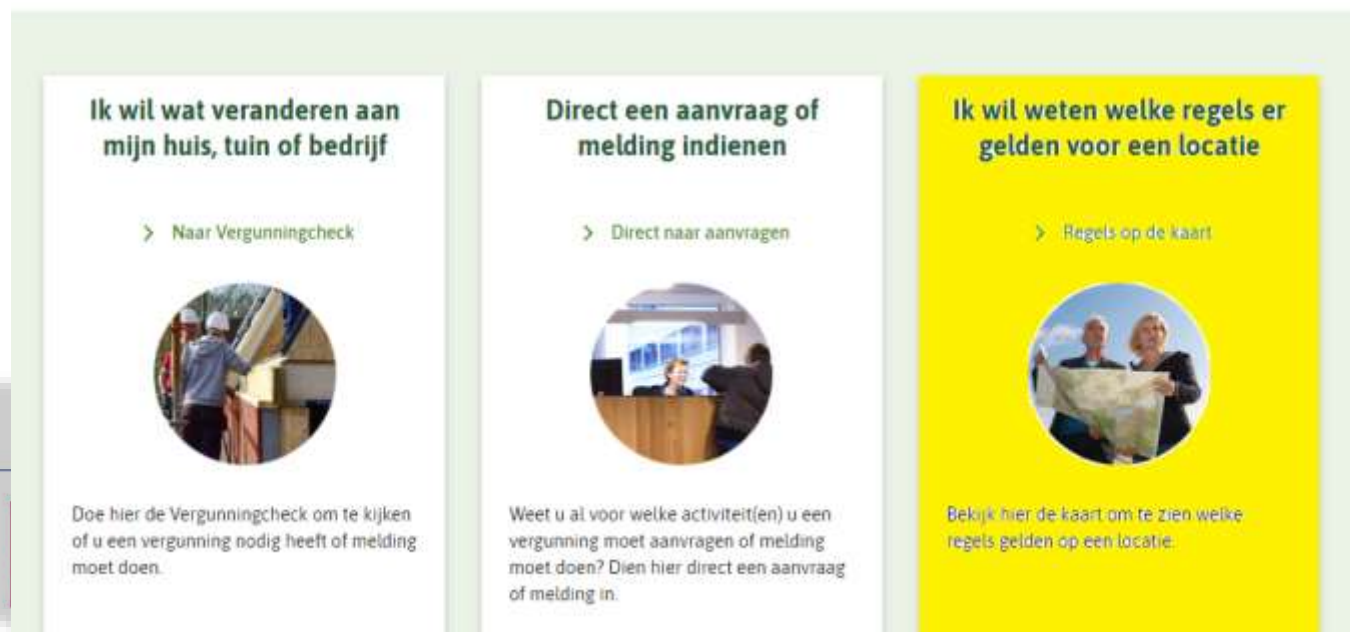 Ik wil wat veranderen aan
mijn huis, tuin of bedrijf
Naar Vergunningcheck
Doe hier de Vergunningcheck om te kijken
of u een vergunning nodig heeft of melding
moet doen.
Direct een aanvraag of
melding indienen
Direct naar aanvragen
Weet u al voor welke activiteit(en) u een
vergunning moet aanvragen of melding
moet doen? Dien hier direct een aanvraag
of melding in.
Ik wil weten welke regels er
gelden voor een locatie
Regels op de kaart
Bekijk hier de kaart om te zien welke
regels gelden op een locatie.